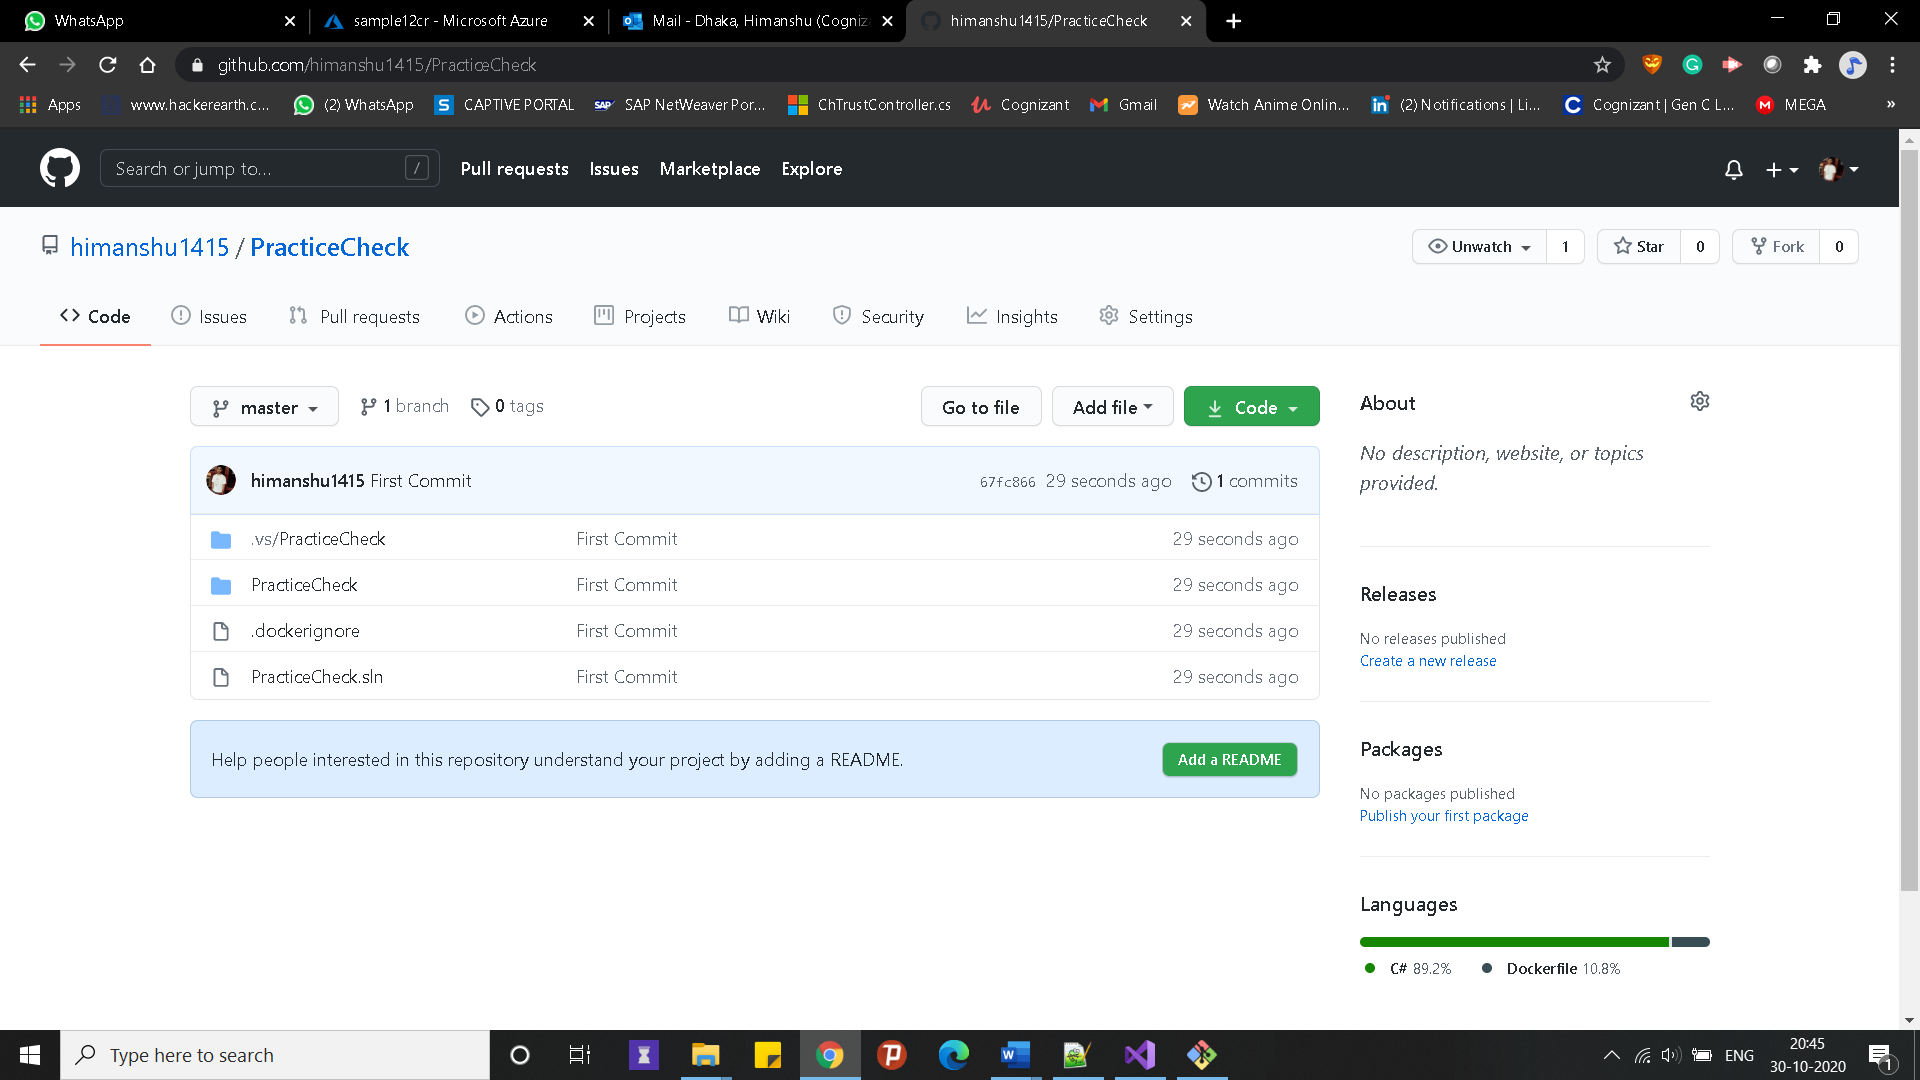 WhatsApp
sample12cr - Microsoft Azure
Mail - Dhaka, Himanshu (Cogniza
himanshu1415/PracticeCheck
github.com/himanshu1415/PracticeCheck
Apps
www.hackerearth.c...
(2) WhatsApp
CAPTIVE PORTAL
SAP NetWeaver Por...
ChTrustController.cs
Cognizant
Gmail
Watch Anime Onlin...
(2) Notifications | Li...
Cognizant | Gen C L...
MEGA
»
Search or jump to...
/
Pull requests
Issues
Marketplace
Explore
himanshu1415 / PracticeCheck
Unwatch 1
Star 0
Fork 0
Code
Issues
Pull requests
Actions
Projects
Wiki
Security
Insights
Settings
master
1 branch
0 tags
Go to file
Add file
Code
himanshu1415 First Commit
67fc866 29 seconds ago
1 commits
.vs/PracticeCheck First Commit 29 seconds ago
PracticeCheck First Commit 29 seconds ago
.dockerignore First Commit 29 seconds ago
PracticeCheck.sln First Commit 29 seconds ago
Help people interested in this repository understand your project by adding a README.
Add a README
About
No description, website, or topics
provided.
Releases
No releases published
Create a new release
Packages
No packages published
Publish your first package
Languages
C# 89.2%
Dockerfile 10.8%
Type here to search
ENG
20:45
30-10-2020
1